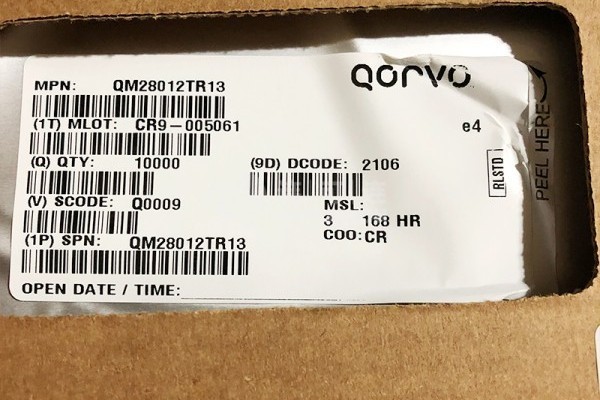 QORVO
MPN: QM28012TR13
(1T) MLOT: CR9-005061
e4
(Q) QTY: 10000
(9D) DCODE: 2106
RLSTD
PEEL HERE
(V) SCODE: Q0009
MSL:
3 168 HR
COO: CR
(1P) SPN: QM28012TR13
OPEN DATE / TIME: